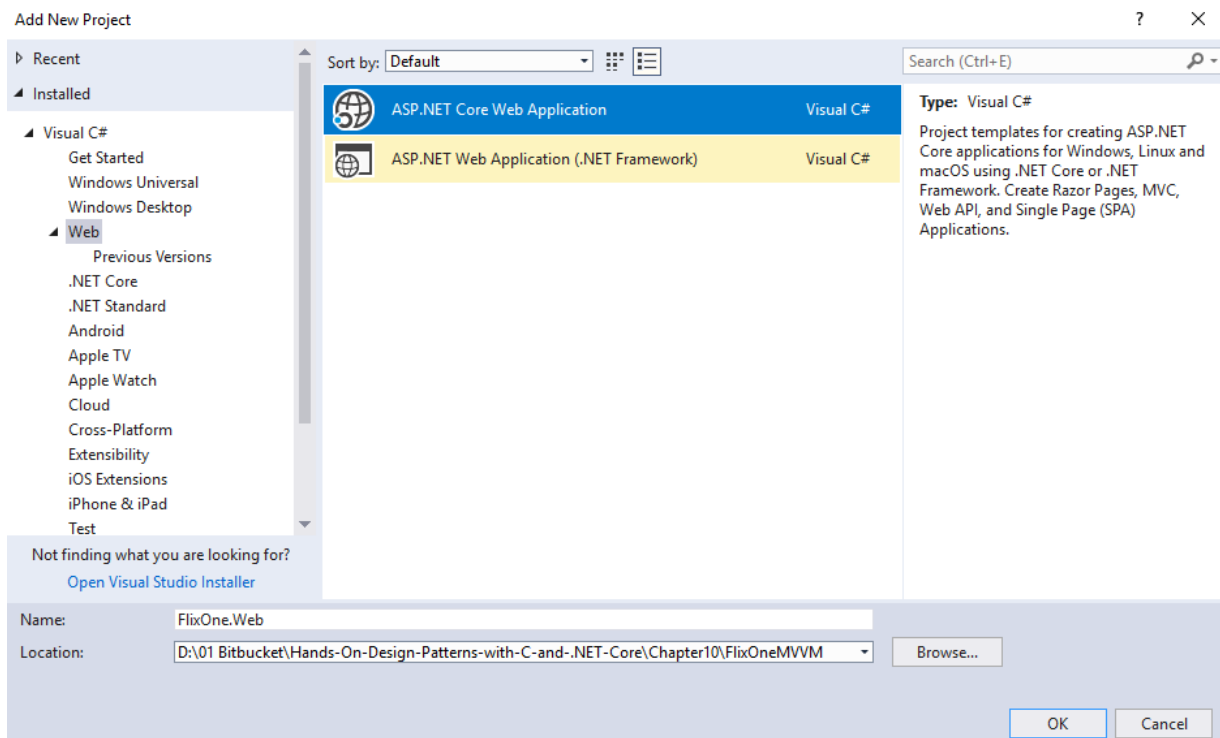 Add New Project
?
Recent
Installed
Visual C#
Get Started
Windows Universal
Windows Desktop
Web
Previous Versions
.NET Core
.NET Standard
Android
Apple TV
Apple Watch
Cloud
Cross-Platform
Extensibility
iOS Extensions
iPhone & iPad
Test
Not finding what you are looking for?
Open Visual Studio Installer
Sort by: Default
ASP.NET Core Web Application Visual C#
ASP.NET Web Application (.NET Framework) Visual C#
Search (Ctrl+E)
Type: Visual C#
Project templates for creating ASP.NET
Core applications for Windows, Linux and
macOS using .NET Core or .NET
Framework. Create Razor Pages, MVC,
Web API, and Single Page (SPA)
Applications.
Name: FlixOne.Web
Location: D:\01 Bitbucket\Hands-On-Design-Patterns-with-C-and-.NET-Core\Chapter10\FlixOneMVVM
Browse...
OK Cancel